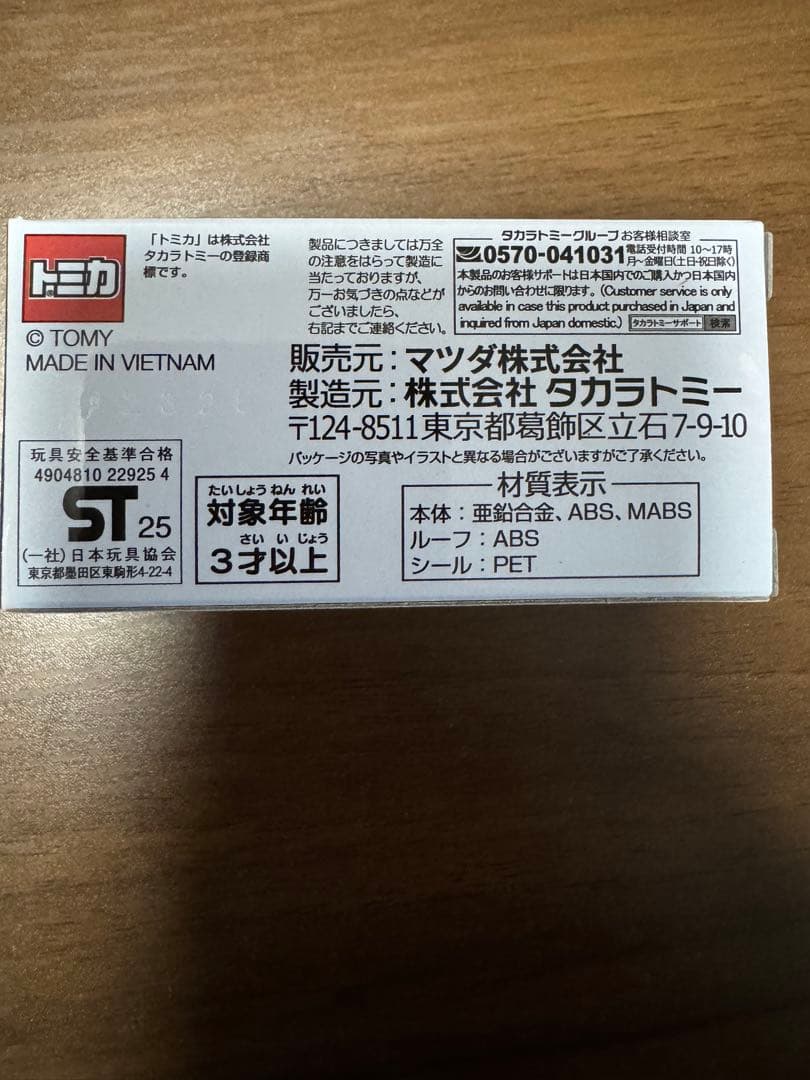 トミカ
®
「トミカ」は株式会社
タカラトミーの登録商
標です。
© TOMY
MADE IN VIETNAM
製品につきましては万全
の注意をはらって製造に
当たっておりますが、
万一お気づきの点などが
ございましたら、
右記までご連絡ください。
タカラトミーグループお客様相談室
0570-041031 電話受付時間 10〜17時
月〜金曜日(土日・祝日除く)
本製品のお客様サポートは日本国内でのご購入かつ日本国内
からのお問い合わせに限ります。(Customer service is only
available in case this product purchased in Japan and
inquired from Japan domestic.) タカラトミーサポート 検索
販売元:マツダ株式会社
製造元:株式会社 タカラトミー
〒124-8511東京都葛飾区立石7-9-10
パッケージの写真やイラストと異なる場合がございますがご了承ください。
玩具安全基準合格
4904810 22925 4
ST 25
(一社)日本玩具協会
東京都墨田区東駒形4-22-4
たいしょうねんれい
対象年齢
さいいじょう
3才以上
材質表示
本体:亜鉛合金、ABS、MABS
ルーフ:ABS
シール:PET